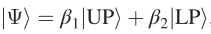 |Ψ⟩ = β₁|UP⟩ + β₂|LP⟩.